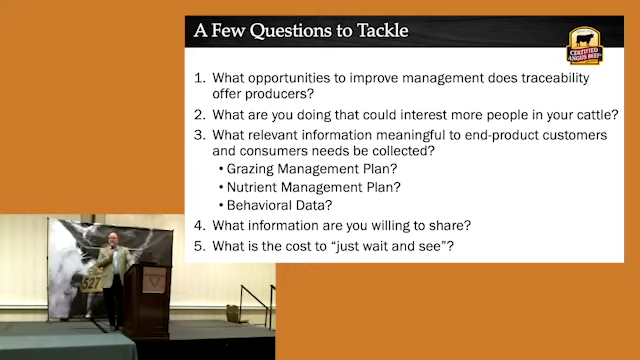 A Few Questions to Tackle
CERTIFIED
ANGUS BEEF
1. What opportunities to improve management does traceability
offer producers?
2. What are you doing that could interest more people in your cattle?
3. What relevant information meaningful to end-product customers
and consumers needs be collected?
• Grazing Management Plan?
• Nutrient Management Plan?
• Behavioral Data?
4. What information are you willing to share?
5. What is the cost to “just wait and see”?
527